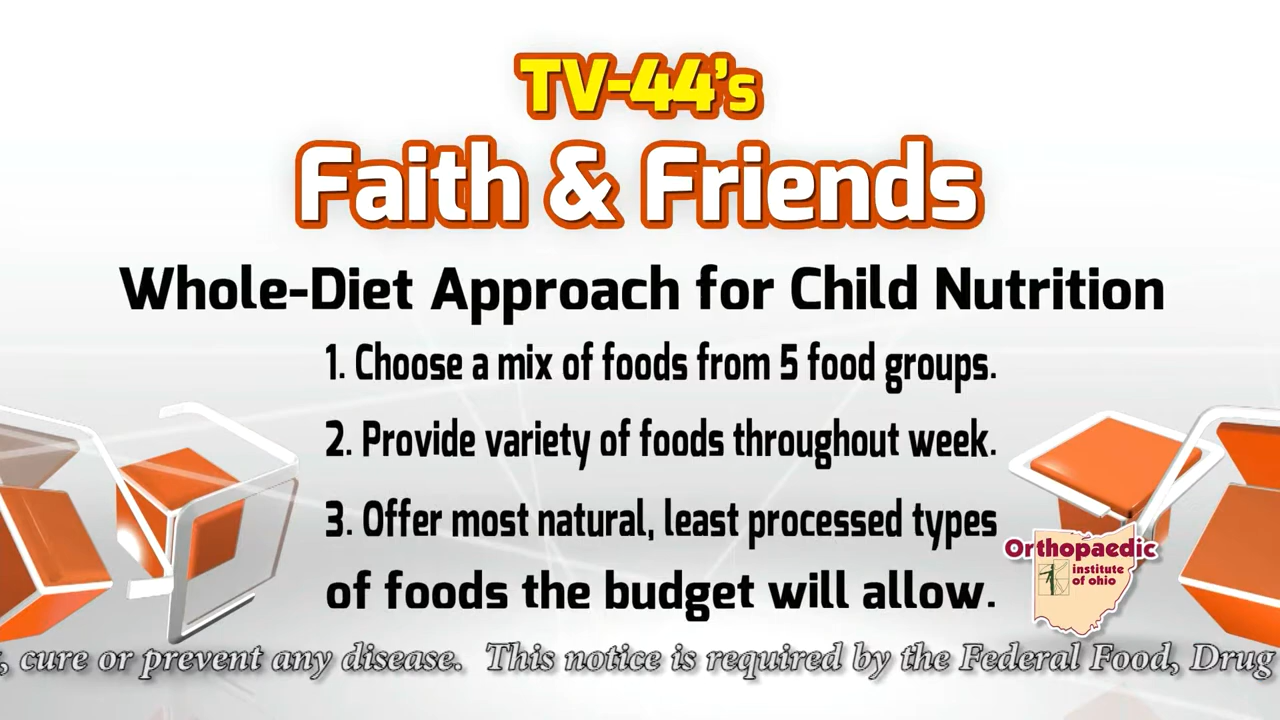 TV-44's
Faith & Friends
Whole-Diet Approach for Child Nutrition
1. Choose a mix of foods from 5 food groups.
2. Provide variety of foods throughout week.
3. Offer most natural, least processed types
of foods the budget will allow.
Orthopaedic
institute
of ohio
, cure or prevent any disease. This notice is required by the Federal Food, Drug